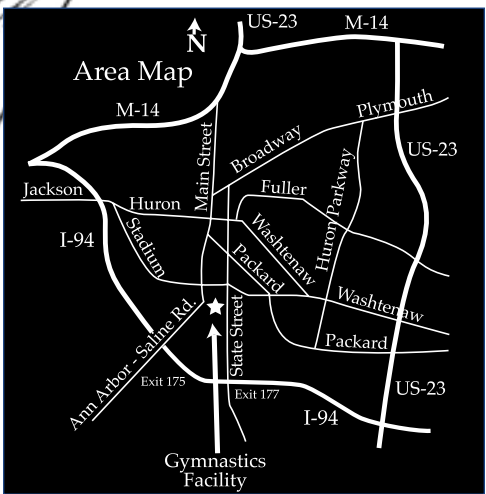 US-23
M-14
N
Area Map
M-14
Main Street
Broadway
Plymouth
US-23
Jackson
Huron
Fuller
Huron Parkway
I-94
Stadium
Washtenaw
Packard
Washtenaw
Ann Arbor - Saline Rd.
State Street
Packard
Exit 175
Exit 177
US-23
I-94
Gymnastics
Facility